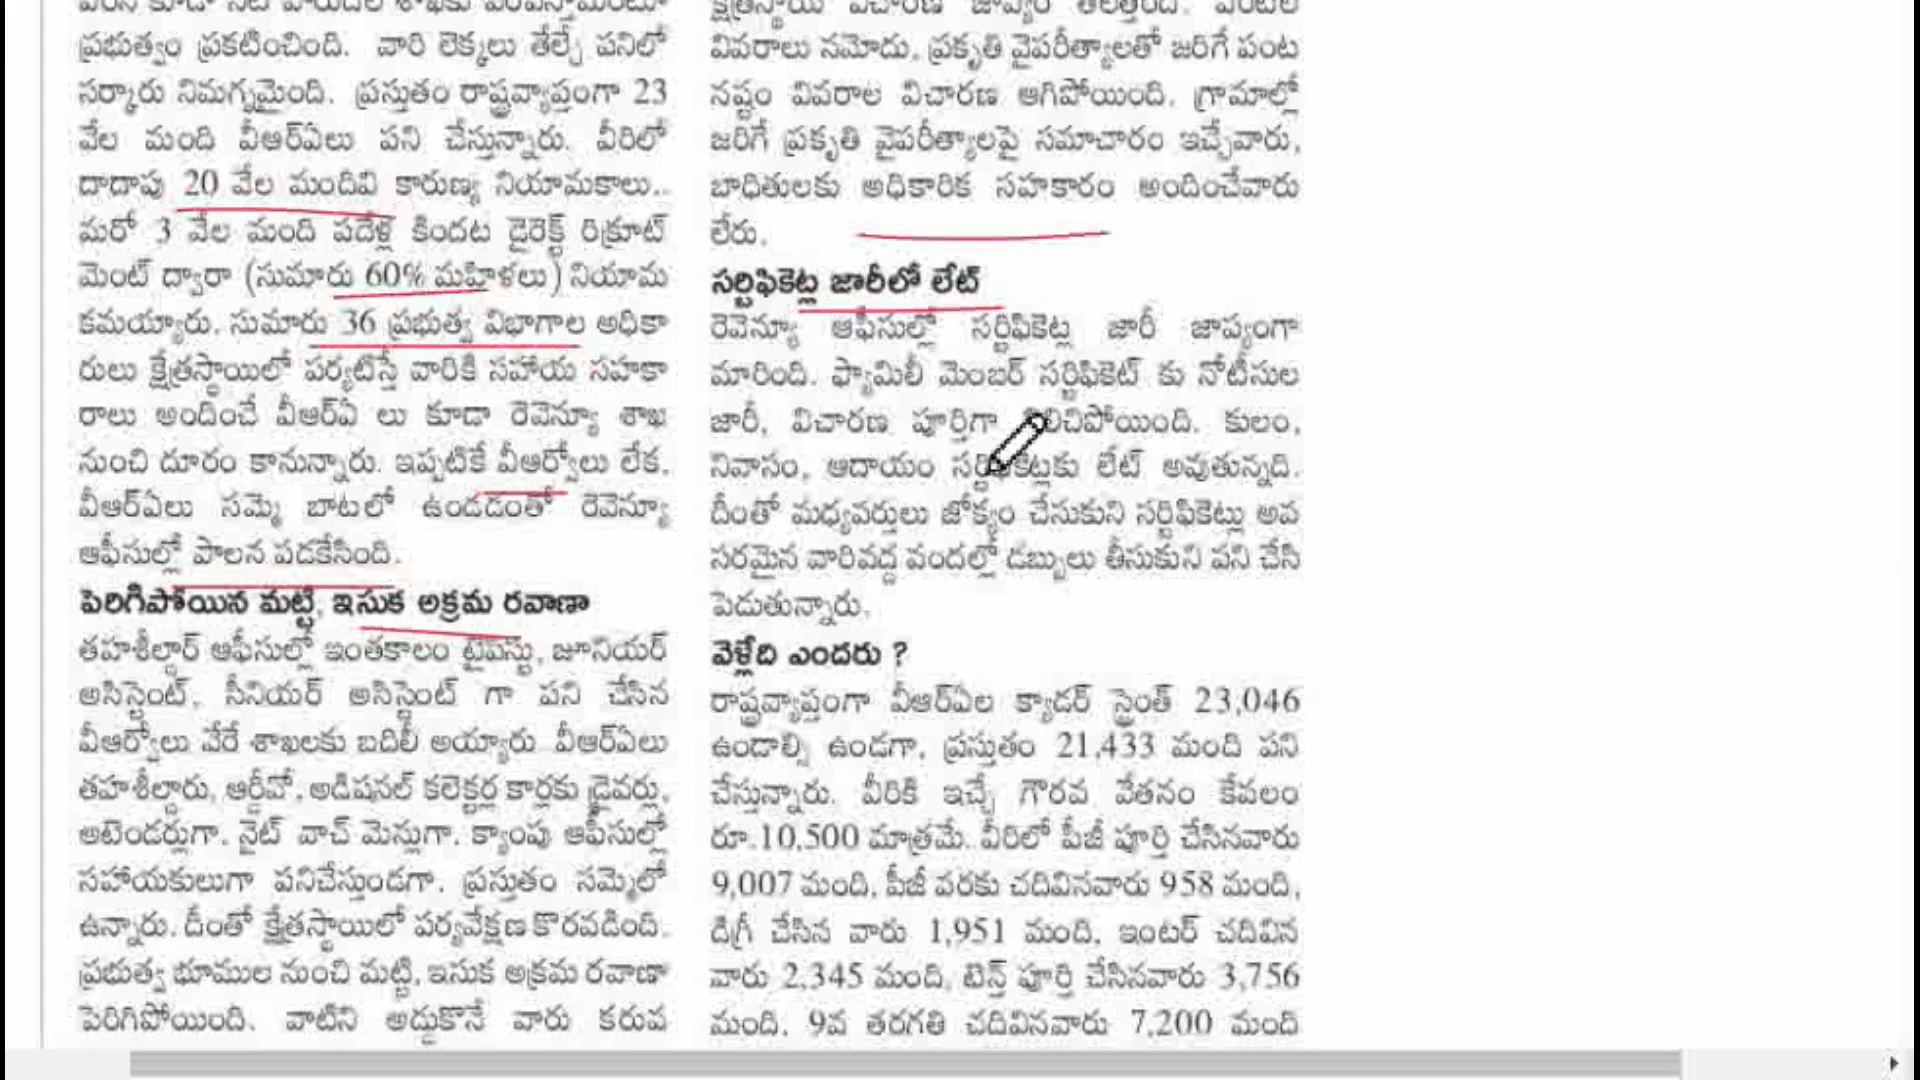 ప్రభుత్వం ప్రకటించింది. వారి లెక్కలు తేల్చే పనిలో
సర్కారు నిమగ్నమైంది. ప్రస్తుతం రాష్ట్రవ్యాప్తంగా 23
వేల మంది వీఆర్ఏలు పని చేస్తున్నారు. వీరిలో
దాదాపు 20 వేల మందివి కారుణ్య నియామకాలు..
మరో 3 వేల మంది పదేళ్ల కిందట డైరెక్ట్ రిక్రూట్
మెంట్ ద్వారా (సుమారు 60% మహిళలు) నియామ
కమయ్యారు. సుమారు 36 ప్రభుత్వ విభాగాల అధికా
రులు క్షేత్రస్థాయిలో పర్యటిస్తే వారికి సహాయ సహకా
రాలు అందించే వీఆర్ఏ లు కూడా రెవెన్యూ శాఖ
నుంచి దూరం కానున్నారు. ఇప్పటికే వీఆర్వోలు లేక,
వీఆర్ఏలు సమ్మె బాటలో ఉండడంతో రెవెన్యూ
ఆఫీసుల్లో పాలన పడకేసింది.
పెరిగిపోయిన మట్టి, ఇసుక అక్రమ రవాణా
తహశీల్దార్ ఆఫీసుల్లో ఇంతకాలం టైపిస్టు, జూనియర్
అసిస్టెంట్, సీనియర్ అసిస్టెంట్ గా పని చేసిన
వీఆర్వోలు వేరే శాఖలకు బదిలీ అయ్యారు. వీఆర్ఏలు
తహశీల్దారు, ఆర్డీవో, అడిషనల్ కలెక్టర్ల కార్లకు డ్రైవర్లు,
అటెండర్లుగా, నైట్ వాచ్ మెన్లుగా, క్యాంపు ఆఫీసుల్లో
సహాయకులుగా పనిచేస్తుండగా, ప్రస్తుతం సమ్మెలో
ఉన్నారు. దీంతో క్షేత్రస్థాయిలో పర్యవేక్షణ కొరవడింది.
ప్రభుత్వ భూముల నుంచి మట్టి, ఇసుక అక్రమ రవాణా
పెరిగిపోయింది. వాటిని అడ్డుకొనే వారు కరువ
క్షేత్రస్థాయి విచారణ జాప్యం
వివరాలు నమోదు, ప్రకృతి వైపరీత్యాలతో జరిగే పంట
నష్టం వివరాల విచారణ ఆగిపోయింది. గ్రామాల్లో
జరిగే ప్రకృతి వైపరీత్యాలపై సమాచారం ఇచ్చేవారు,
బాధితులకు అధికారిక సహకారం అందించేవారు
లేరు.
సర్టిఫికెట్ల జారీలో లేట్
రెవెన్యూ ఆఫీసుల్లో సర్టిఫికెట్ల జారీ జాప్యంగా
మారింది. ఫ్యామిలీ మెంబర్ సర్టిఫికెట్ కు నోటీసుల
జారీ, విచారణ పూర్తిగా నిలిచిపోయింది. కులం,
నివాసం, ఆదాయం సర్టిఫికెట్లకు లేట్ అవుతున్నది.
దీంతో మధ్యవర్తులు జోక్యం చేసుకుని సర్టిఫికెట్లు అవ
సరమైన వారివద్ద వందల్లో డబ్బులు తీసుకుని పని చేసి
పెడుతున్నారు.
వెళ్లేది ఎందరు ?
రాష్ట్రవ్యాప్తంగా వీఆర్ఏల క్యాడర్ స్ట్రెంత్ 23,046
ఉండాల్సి ఉండగా, ప్రస్తుతం 21,433 మంది పని
చేస్తున్నారు. వీరికి ఇచ్చే గౌరవ వేతనం కేవలం
రూ.10,500 మాత్రమే. వీరిలో పీజీ పూర్తి చేసినవారు
9,007 మంది, పీజీ వరకు చదివినవారు 958 మంది,
డిగ్రీ చేసిన వారు 1,951 మంది, ఇంటర్ చదివిన
వారు 2,345 మంది, టెన్త్ పూర్తి చేసినవారు 3,756
మంది, 9వ తరగతి చదివినవారు 7,200 మంది